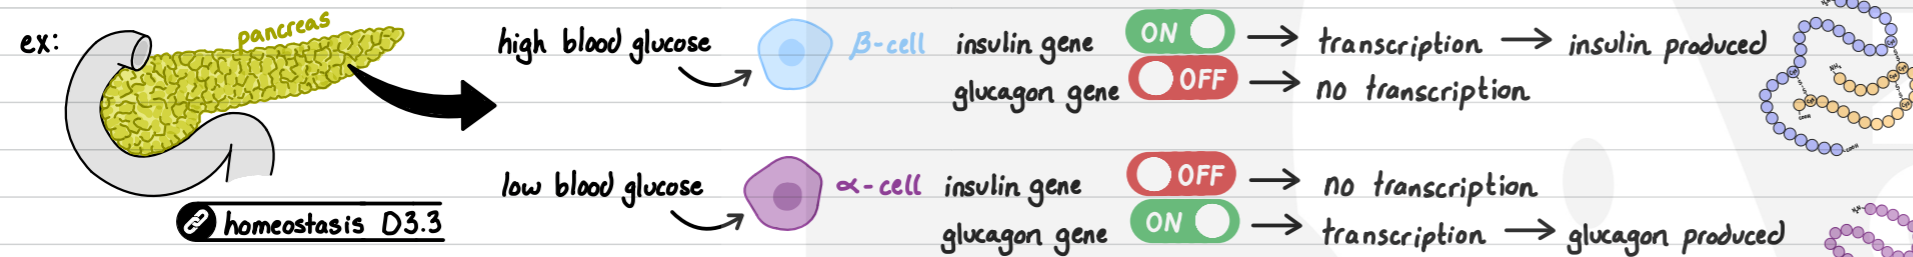 ex:
pancreas
high blood glucose β-cell insulin gene ON → transcription → insulin produced
glucagon gene OFF → no transcription
low blood glucose α-cell insulin gene OFF → no transcription
glucagon gene ON → transcription → glucagon produced
homeostasis D3.3